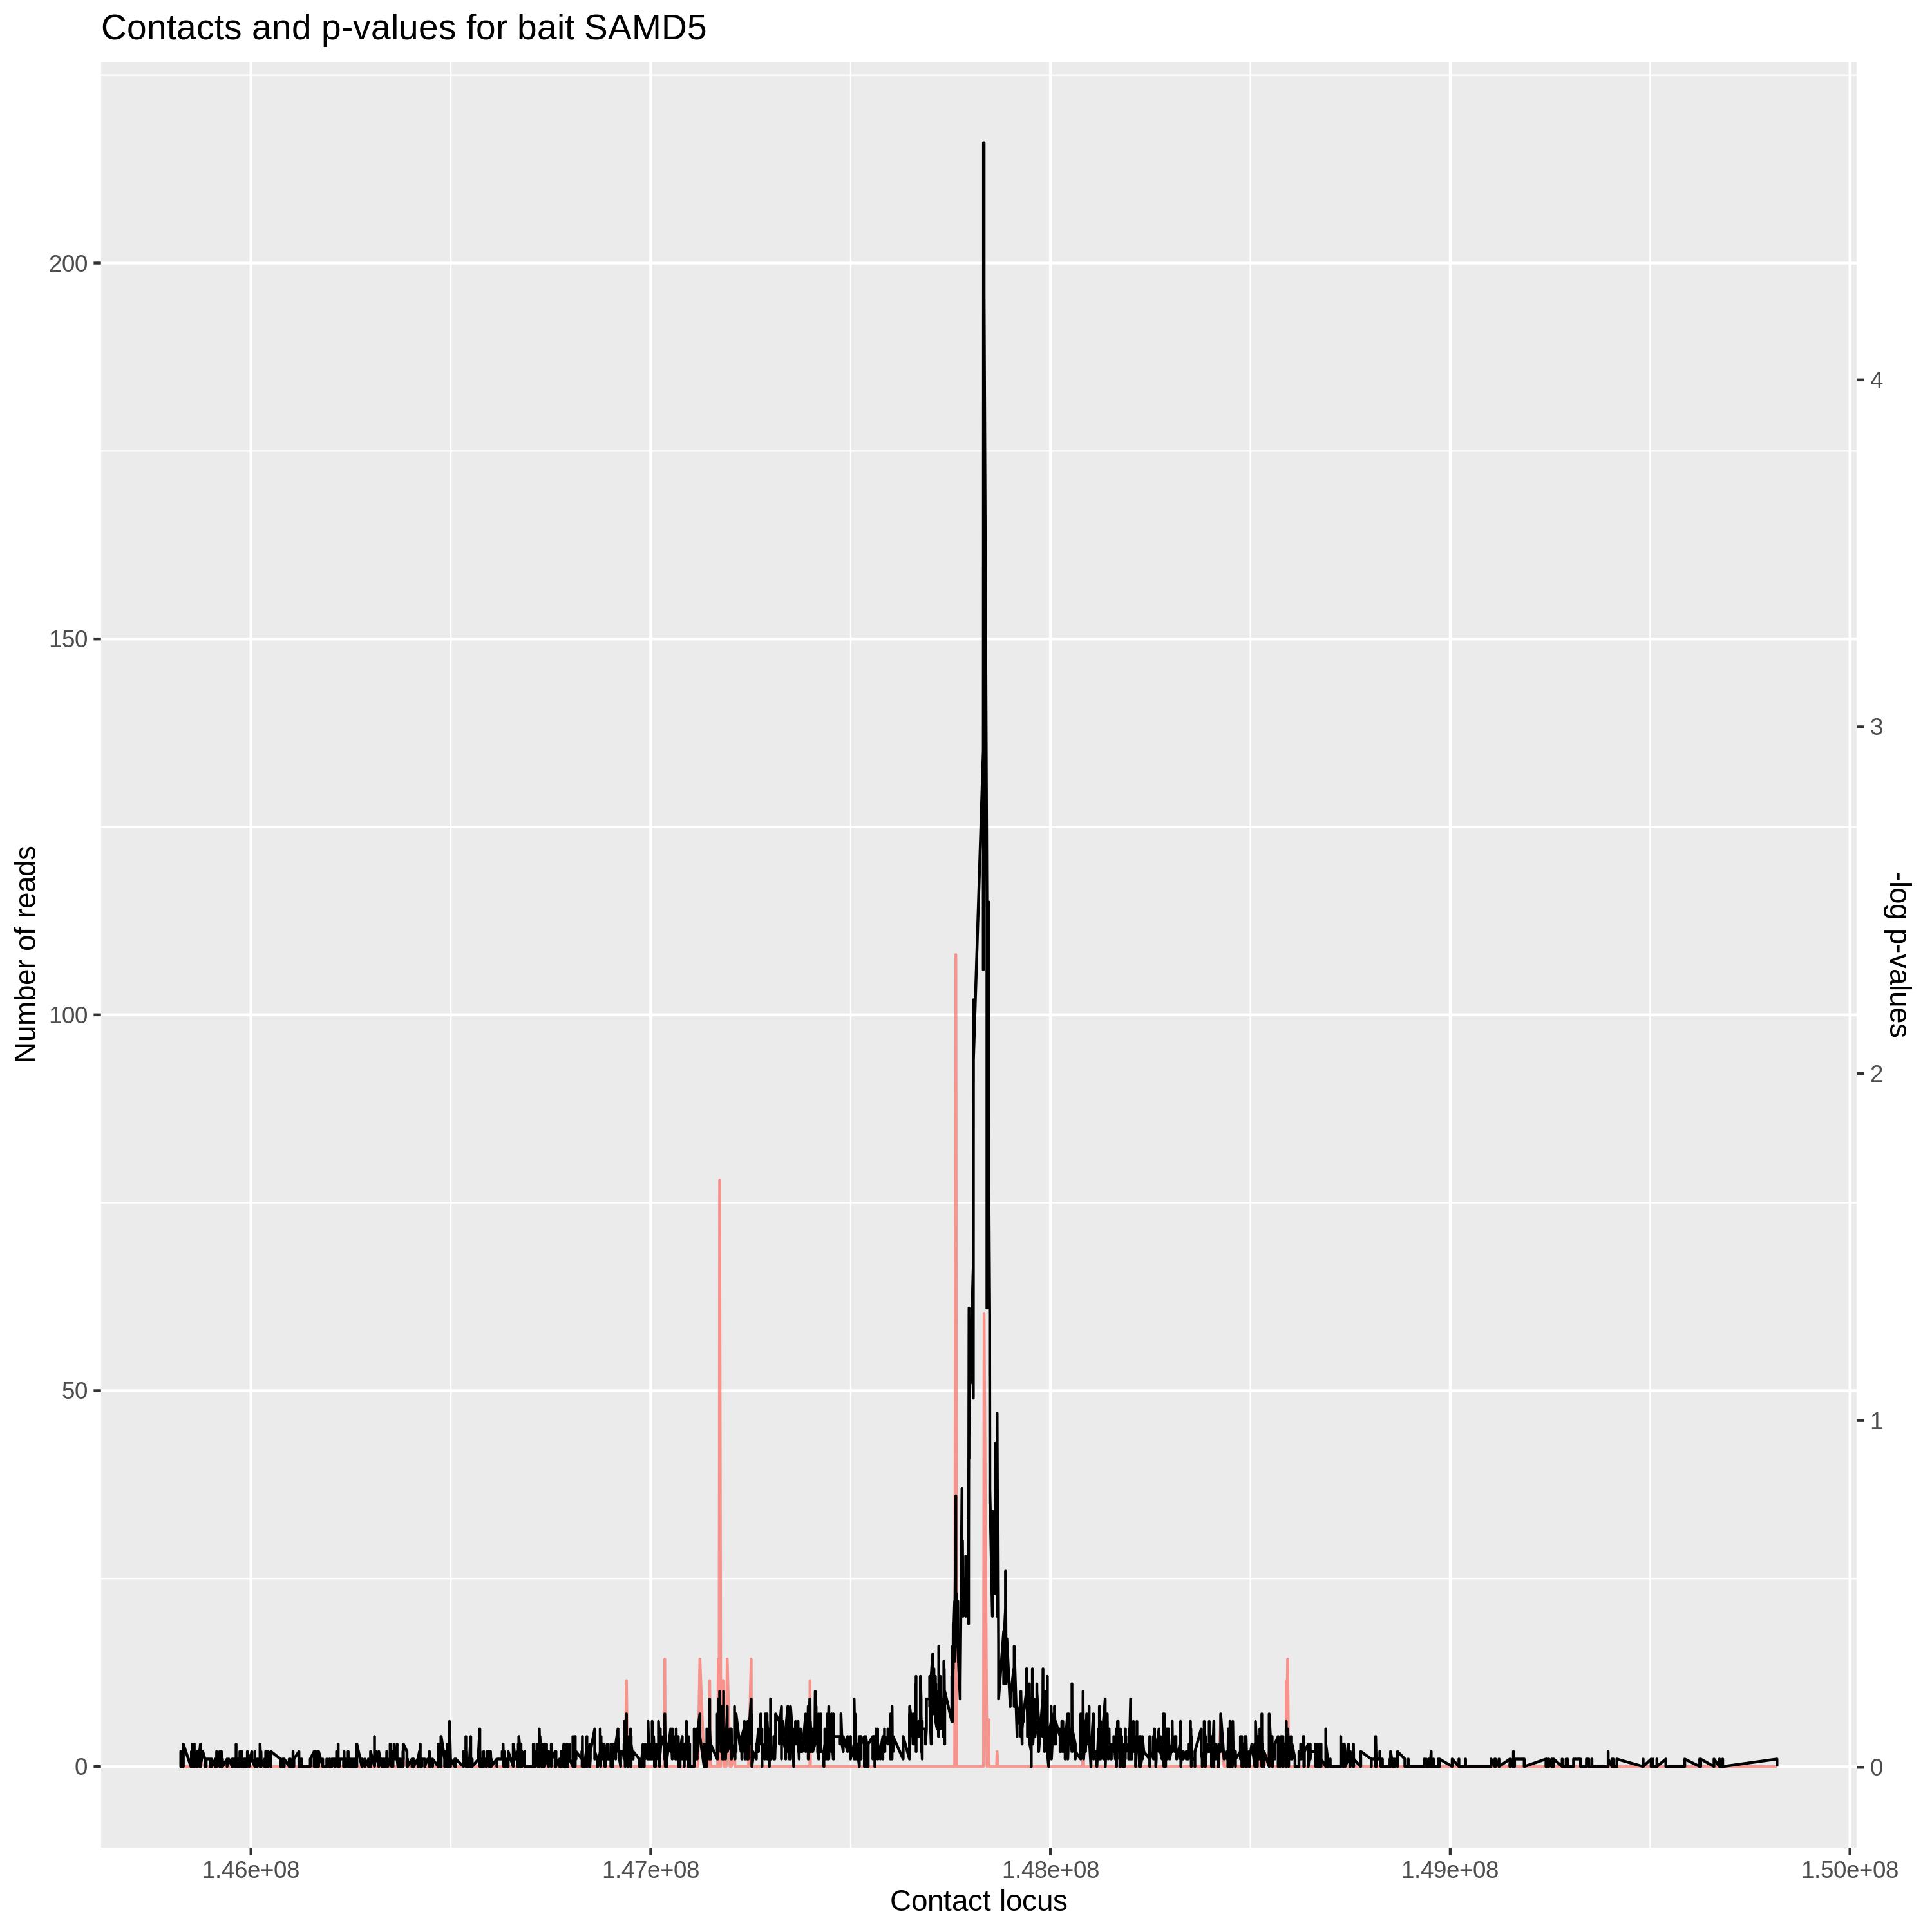 Contacts and p-values for bait SAMD5
Number of reads
200
150
100
50
0
4
3
2
1
0
-log p-values
1.46e+08 1.47e+08 1.48e+08 1.49e+08 1.50e+08
Contact locus